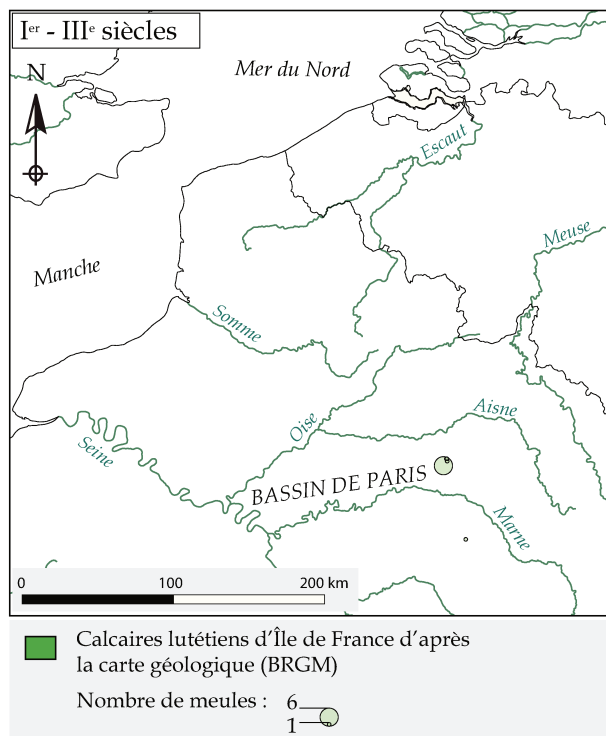 Iᵉʳ - IIIᵉ siècles
Mer du Nord
N
Escaut
Meuse
Manche
Somme
Oise
Aisne
Seine
BASSIN DE PARIS
Marne
0 100 200 km
Calcaires lutétiens d'Île de France d'après
la carte géologique (BRGM)
Nombre de meules : 6
1